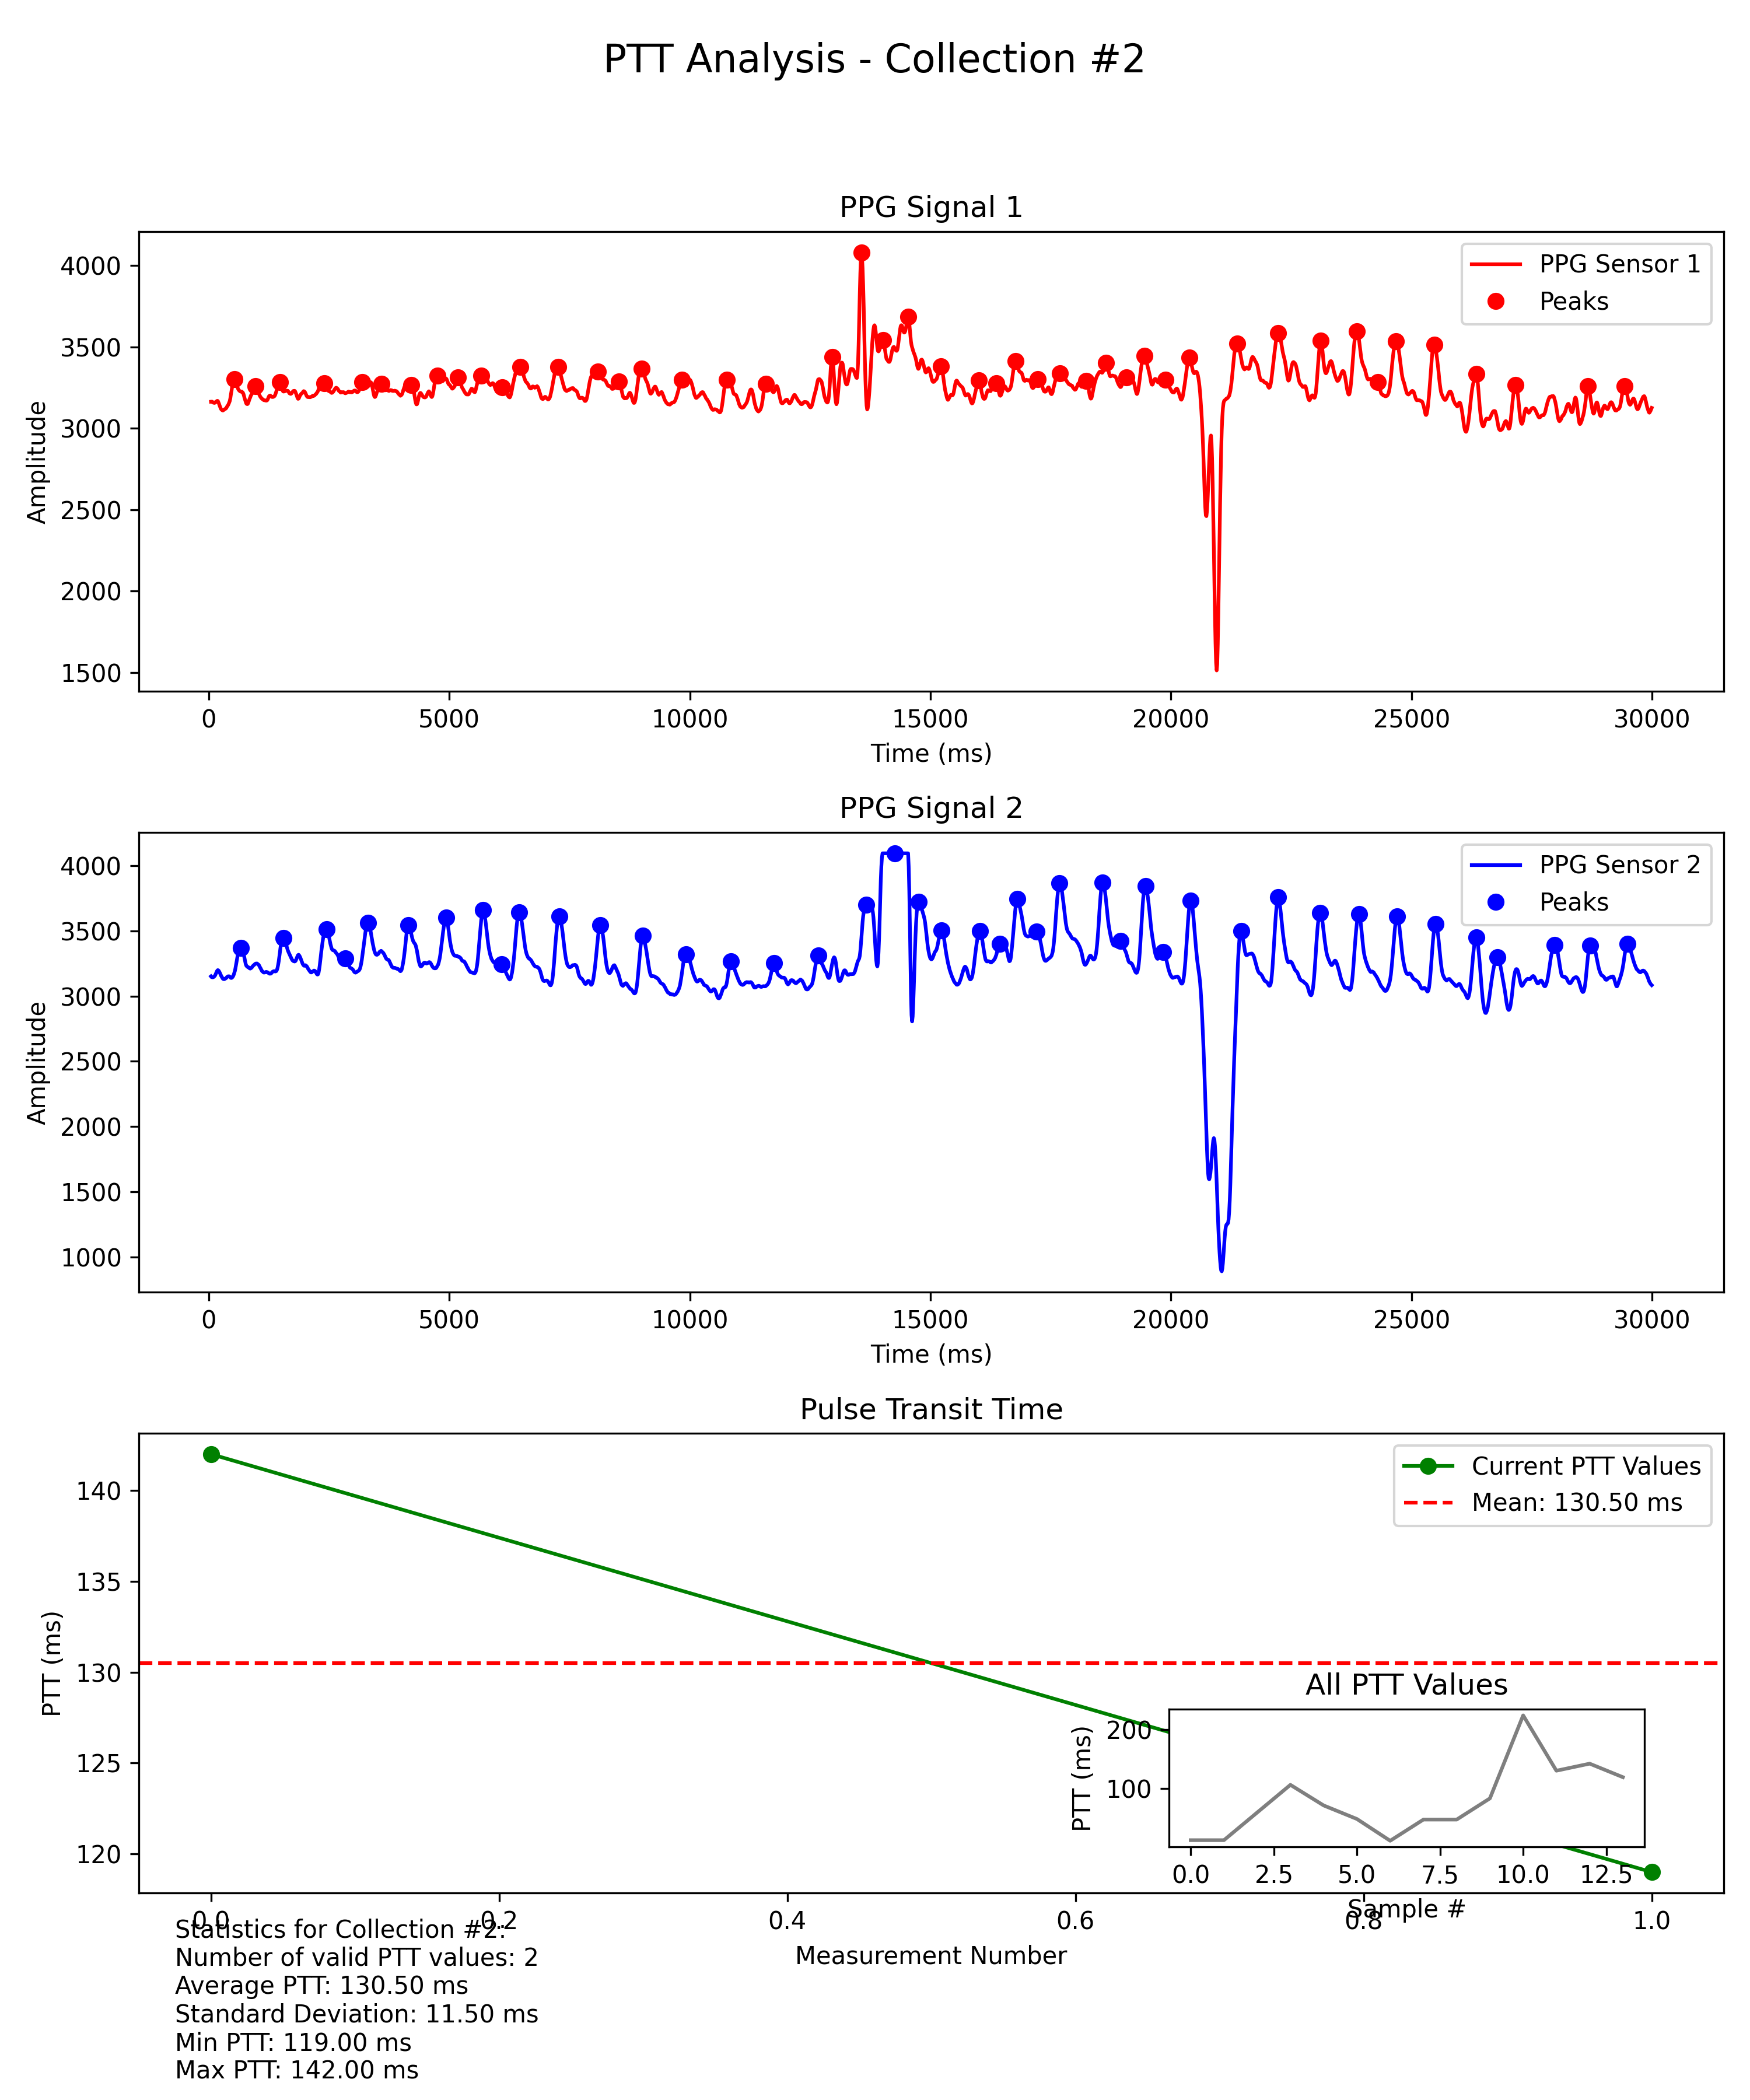 PTT Analysis - Collection #2
PPG Signal 1
Amplitude
4000
3500
3000
2500
2000
1500
PPG Sensor 1
Peaks
0 5000 10000 15000 20000 25000 30000
Time (ms)
PPG Signal 2
Amplitude
4000
3500
3000
2500
2000
1500
1000
PPG Sensor 2
Peaks
0 5000 10000 15000 20000 25000 30000
Time (ms)
Pulse Transit Time
PTT (ms)
140
135
130
125
120
Current PTT Values
Mean: 130.50 ms
All PTT Values
PTT (ms)
200
100
0.0 2.5 5.0 7.5 10.0 12.5
Sample #
0.0 0.2 0.4 0.6 0.8 1.0
Measurement Number
Statistics for Collection #2:
Number of valid PTT values: 2
Average PTT: 130.50 ms
Standard Deviation: 11.50 ms
Min PTT: 119.00 ms
Max PTT: 142.00 ms